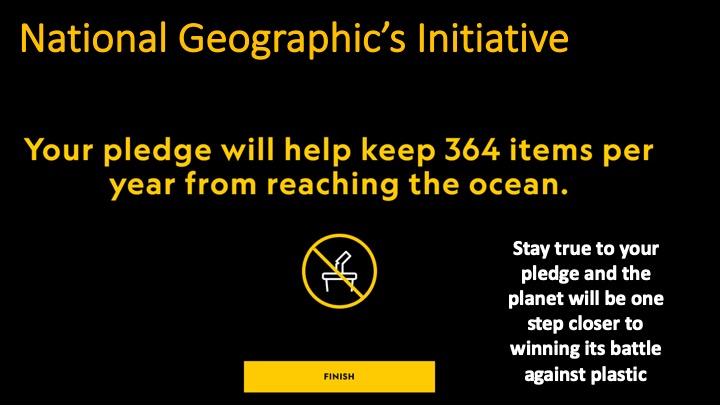 National Geographic’s Initiative
Your pledge will help keep 364 items per
year from reaching the ocean.
Stay true to your
pledge and the
planet will be one
step closer to
winning its battle
against plastic
FINISH